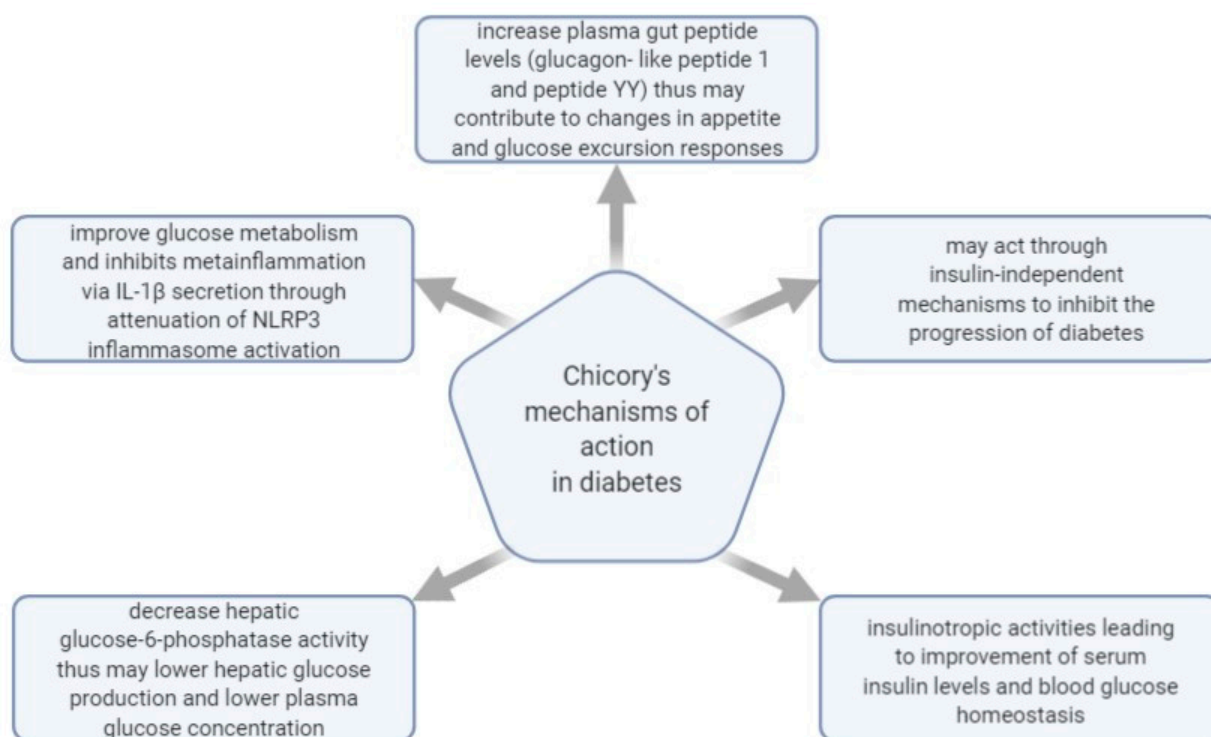 increase plasma gut peptide
levels (glucagon- like peptide 1
and peptide YY) thus may
contribute to changes in appetite
and glucose excursion responses
improve glucose metabolism
and inhibits metainflammation
via IL-1β secretion through
attenuation of NLRP3
inflammasome activation
may act through
insulin-independent
mechanisms to inhibit the
progression of diabetes
Chicory's
mechanisms of
action
in diabetes
decrease hepatic
glucose-6-phosphatase activity
thus may lower hepatic glucose
production and lower plasma
glucose concentration
insulinotropic activities leading
to improvement of serum
insulin levels and blood glucose
homeostasis